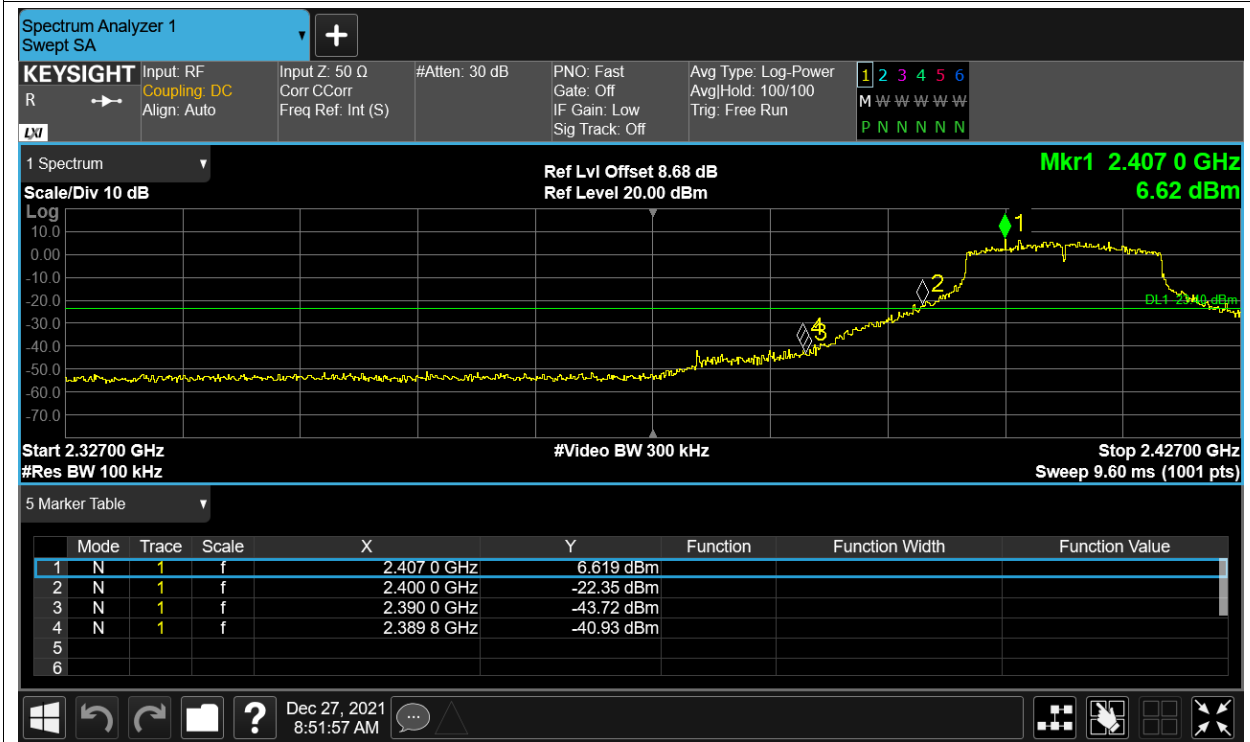 Spectrum Analyzer 1
Swept SA
KEYSIGHT Input: RF Input Z: 50 Ω #Atten: 30 dB PNO: Fast Avg Type: Log-Power 1 2 3 4 5 6
R Coupling: DC Corr CCorr Gate: Off Avg|Hold: 100/100 M W W W W W
Align: Auto Freq Ref: Int (S) IF Gain: Low Trig: Free Run
LXI Sig Track: Off P N N N N N
1 Spectrum Ref Lvl Offset 8.68 dB Mkr1 2.407 0 GHz
Scale/Div 10 dB Ref Level 20.00 dBm 6.62 dBm
Log
10.0
0.00
-10.0
-20.0
-30.0
-40.0
-50.0
-60.0
-70.0
1
2
4
3
DL1 -23.40 dBm
Start 2.32700 GHz #Video BW 300 kHz Stop 2.42700 GHz
#Res BW 100 kHz Sweep 9.60 ms (1001 pts)
5 Marker Table
Mode Trace Scale X Y Function Function Width Function Value
1 N 1 f 2.407 0 GHz 6.619 dBm
2 N 1 f 2.400 0 GHz -22.35 dBm
3 N 1 f 2.390 0 GHz -43.72 dBm
4 N 1 f 2.389 8 GHz -40.93 dBm
5
6
? Dec 27, 2021
8:51:57 AM